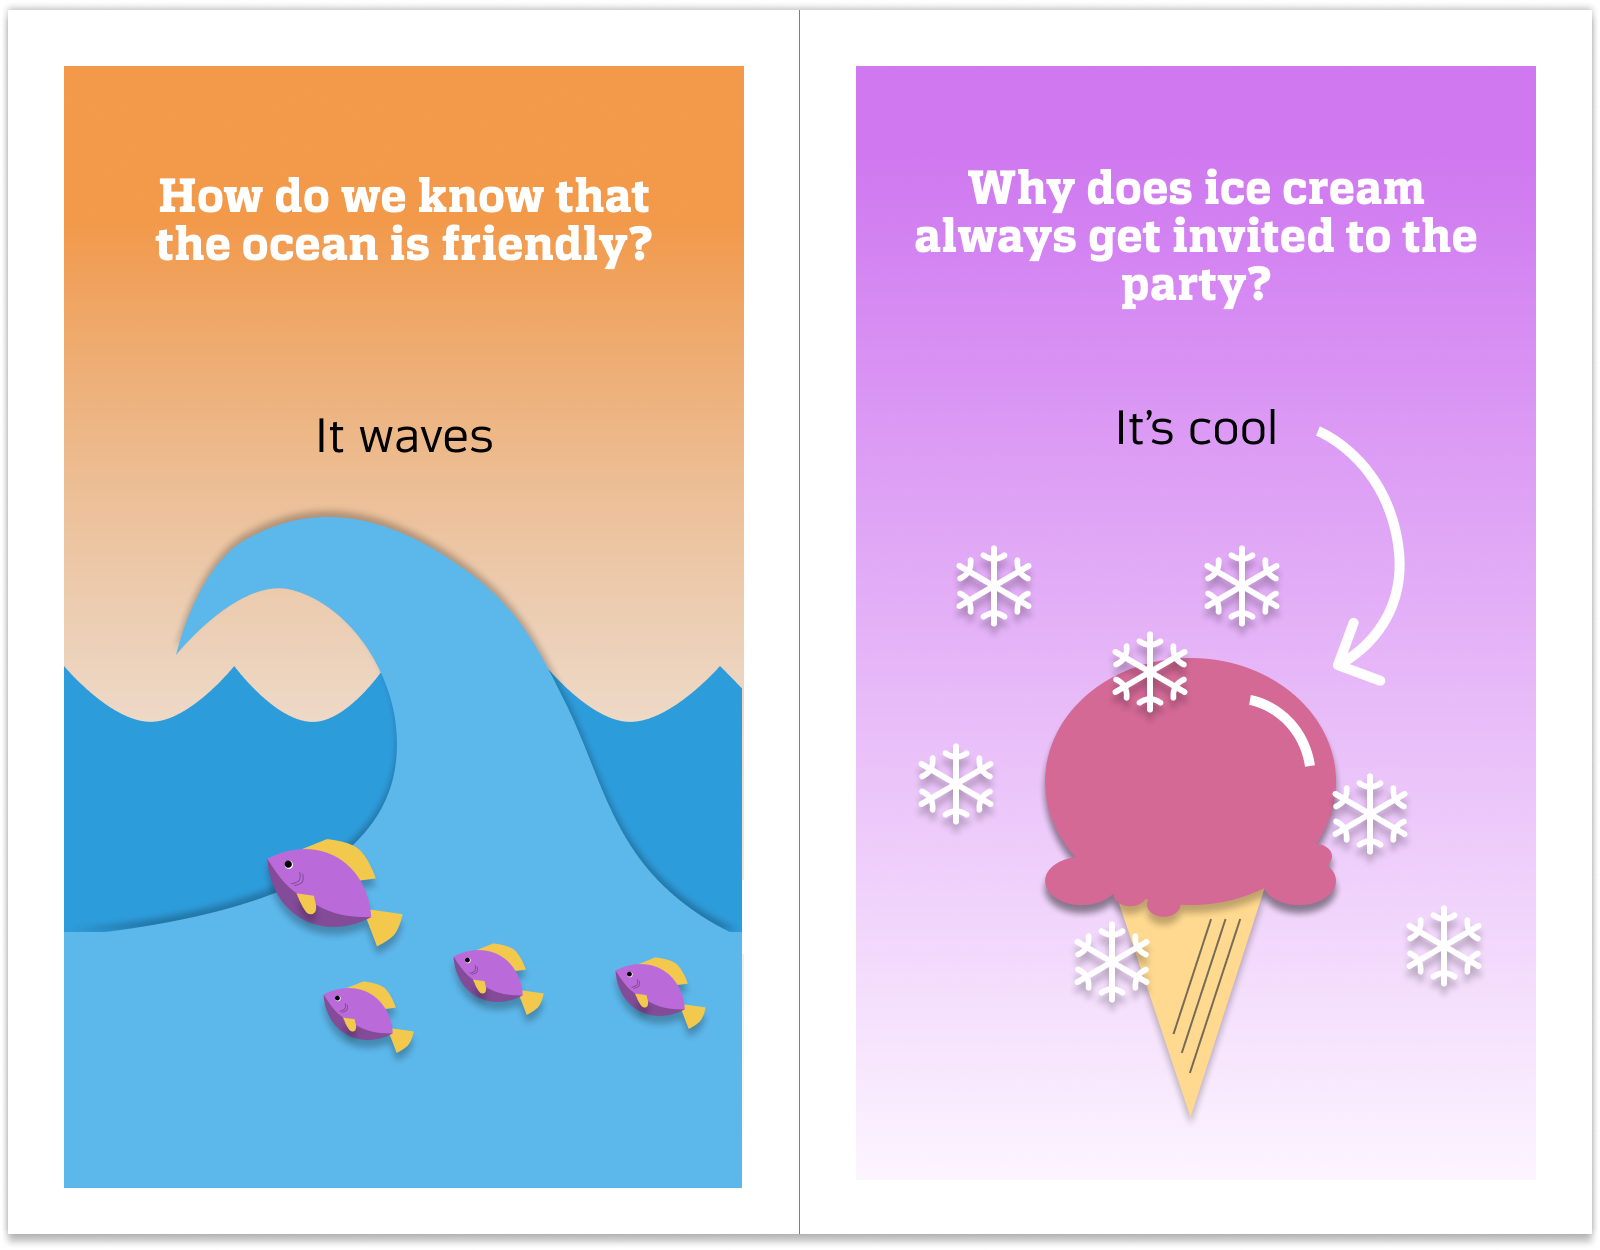 How do we know that
the ocean is friendly?
It waves
Why does ice cream
always get invited to the
party?
It’s cool